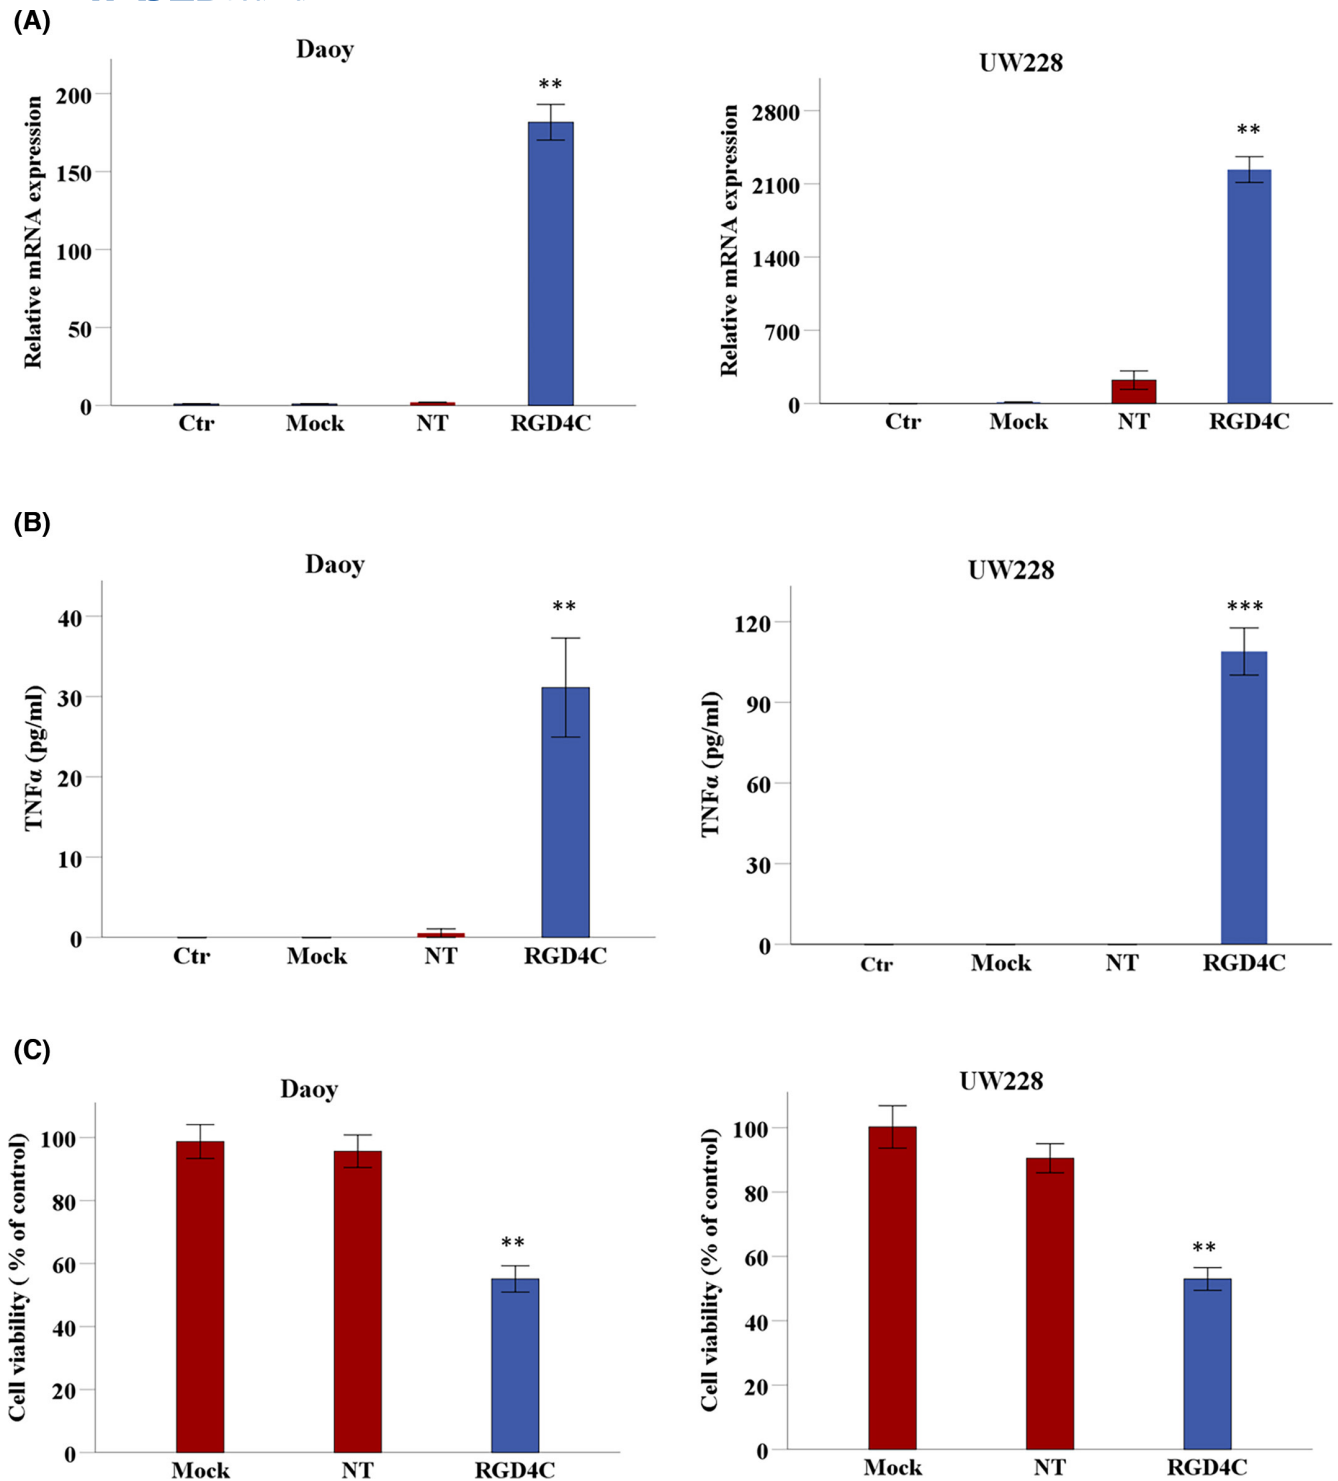 (A)
Daoy
UW228
**
**
Relative mRNA expression
200
150
100
50
0
Ctr Mock NT RGD4C
Relative mRNA expression
2800
2100
1400
700
0
Ctr Mock NT RGD4C
(B)
Daoy
UW228
**
***
TNFα (pg/ml)
40
30
20
10
0
Ctr Mock NT RGD4C
TNFα (pg/ml)
120
90
60
30
0
Ctr Mock NT RGD4C
(C)
Daoy
UW228
**
**
Cell viability ( % of control)
100
80
60
40
20
0
Mock NT RGD4C
Cell viability (% of control)
100
80
60
40
20
0
Mock NT RGD4C